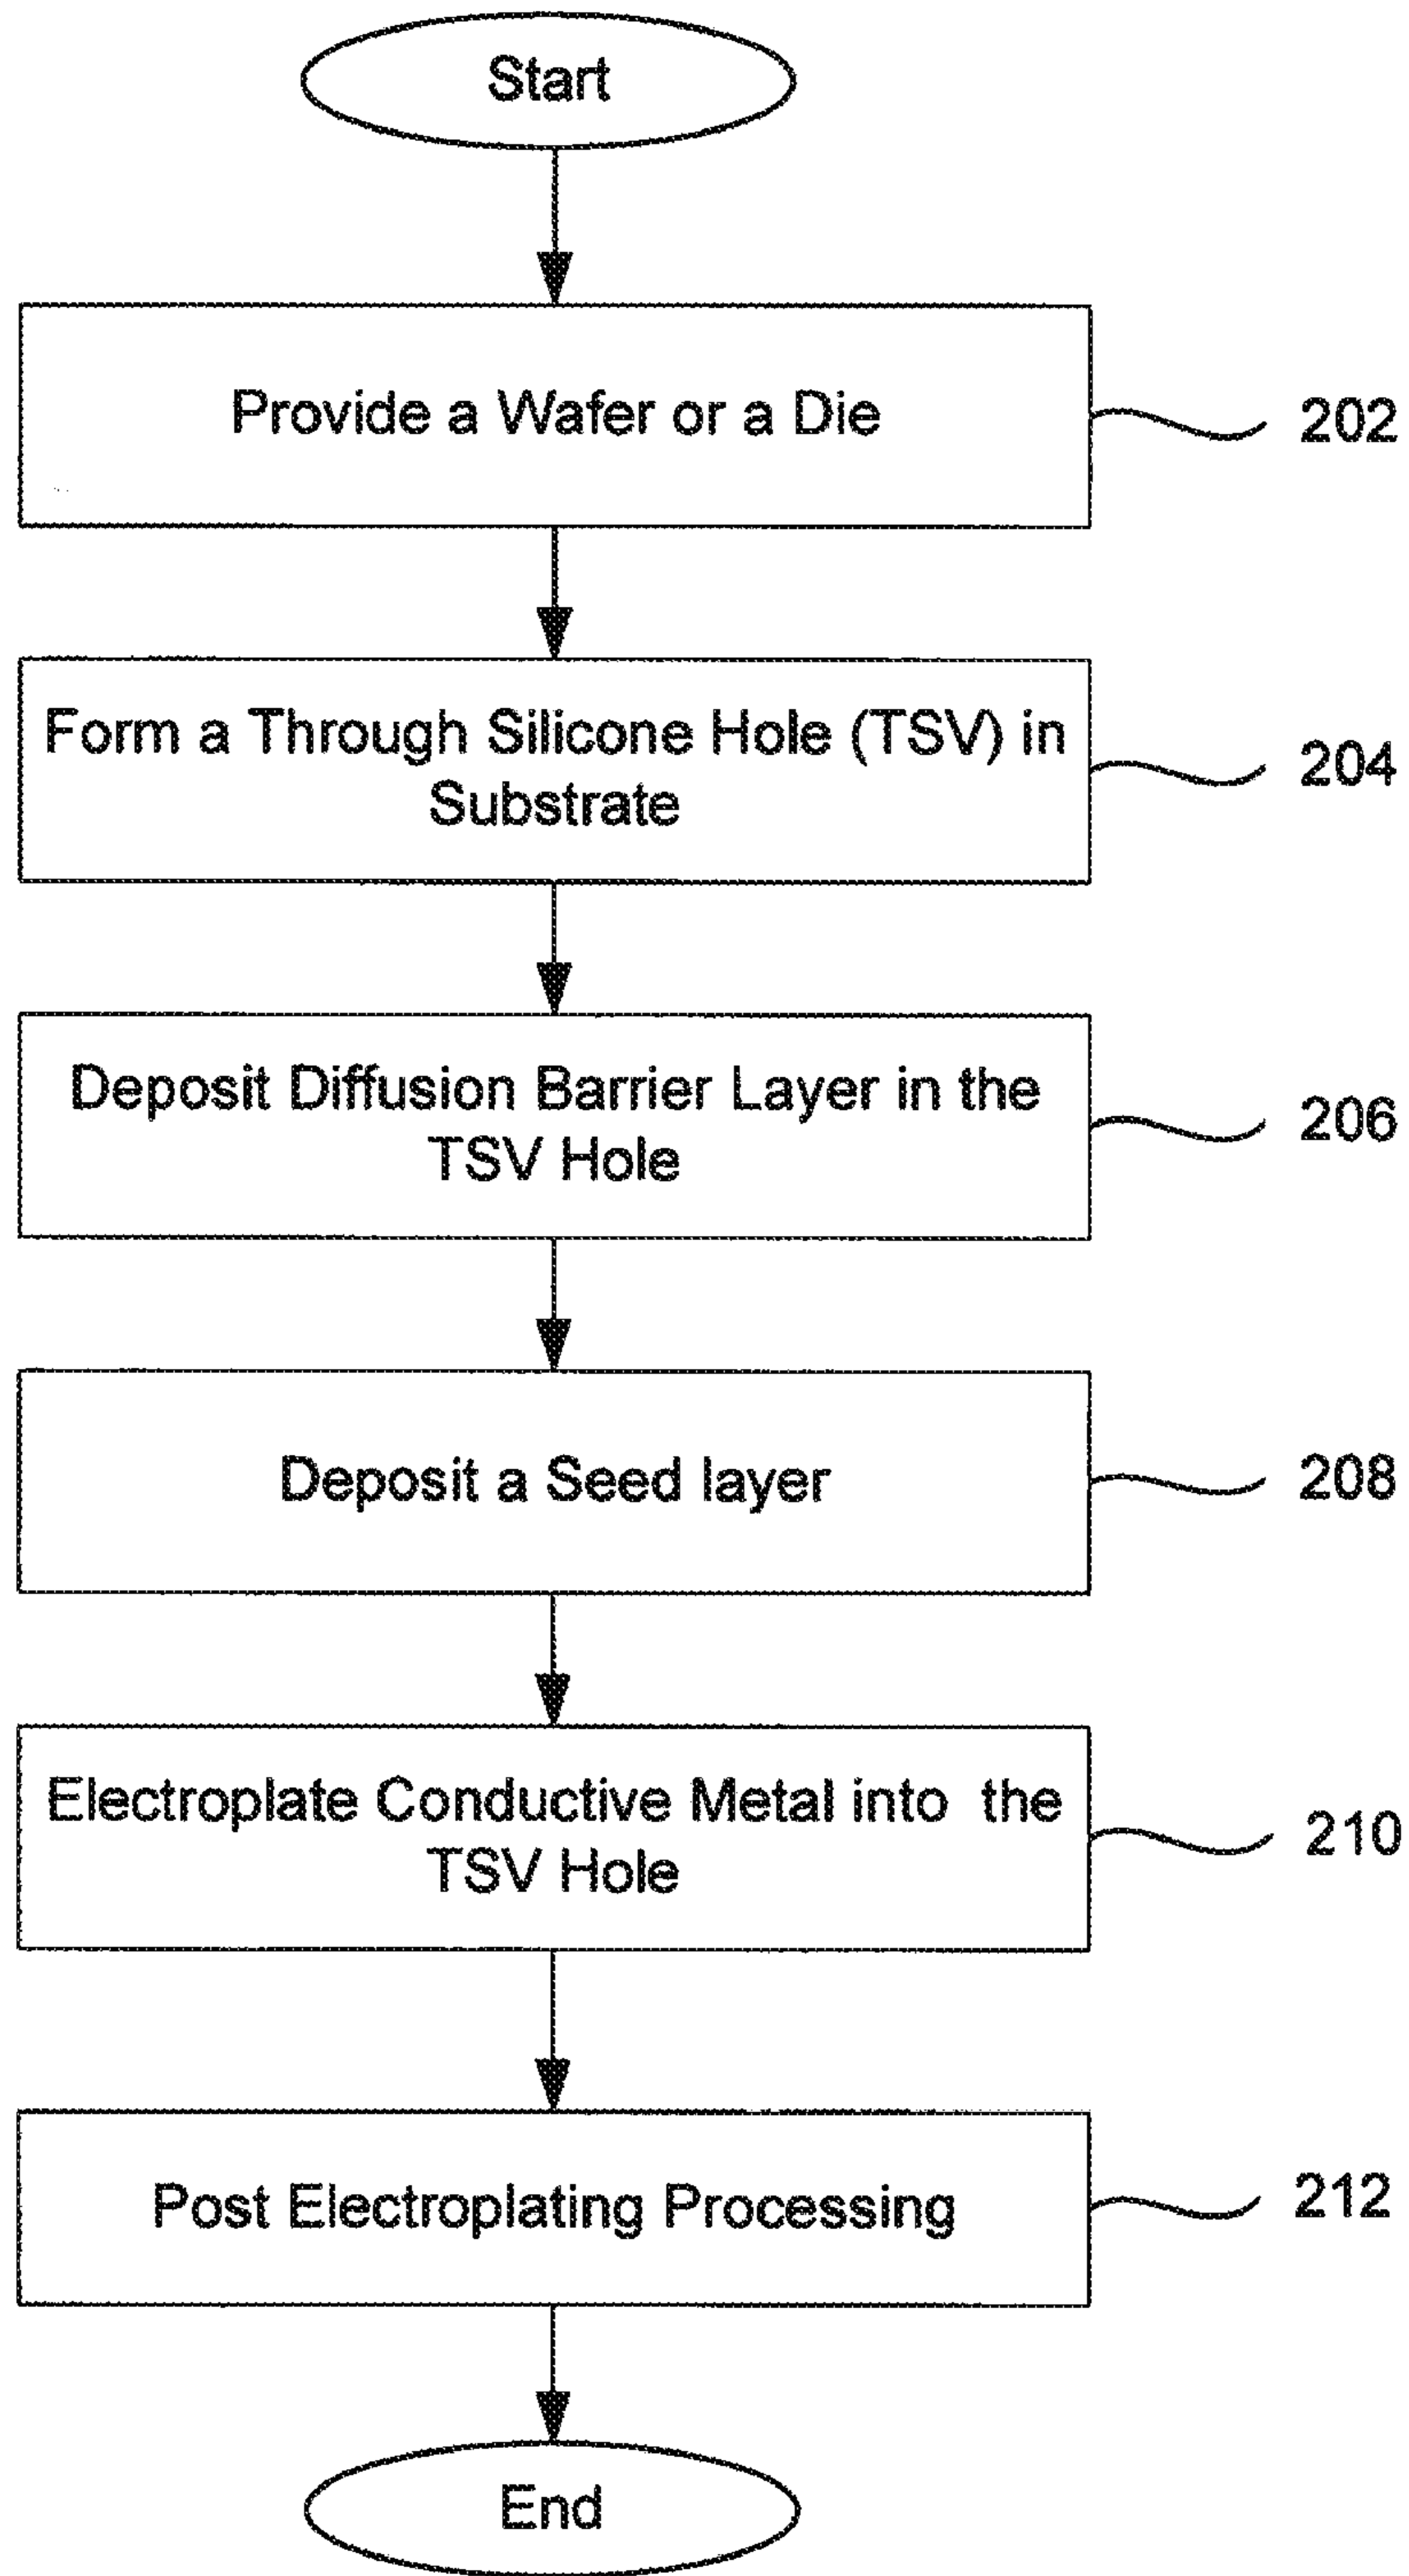 Start
Provide a Wafer or a Die
202
Form a Through Silicone Hole (TSV) in
Substrate
204
Deposit Diffusion Barrier Layer in the
TSV Hole
206
Deposit a Seed layer
208
Electroplate Conductive Metal into the
TSV Hole
210
Post Electroplating Processing
212
End